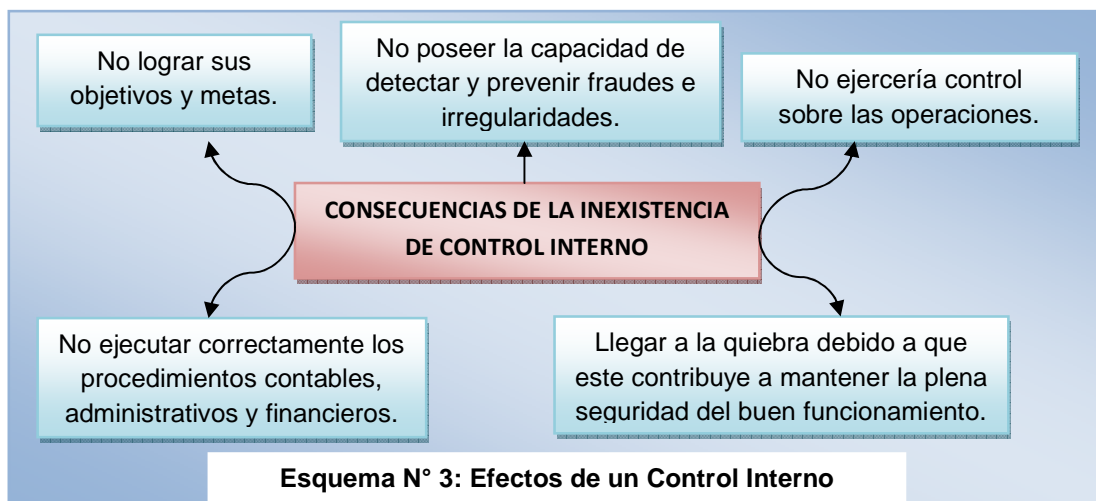 No lograr sus
objetivos y metas.
No poseer la capacidad de
detectar y prevenir fraudes e
irregularidades.
No ejercería control
sobre las operaciones.
CONSECUENCIAS DE LA INEXISTENCIA
DE CONTROL INTERNO
No ejecutar correctamente los
procedimientos contables,
administrativos y financieros.
Llegar a la quiebra debido a que
este contribuye a mantener la plena
seguridad del buen funcionamiento.
Esquema N° 3: Efectos de un Control Interno